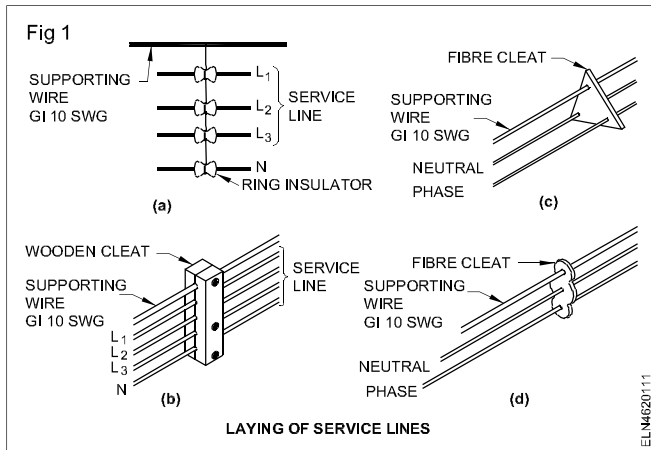 Fig 1
SUPPORTING
WIRE
GI 10 SWG
L1
L2
L3
N
SERVICE
LINE
RING INSULATOR
(a)
FIBRE CLEAT
SUPPORTING
WIRE
GI 10 SWG
NEUTRAL
PHASE
(c)
WOODEN CLEAT
SUPPORTING
WIRE
GI 10 SWG
L1
L2
L3
N
SERVICE
LINE
(b)
FIBRE CLEAT
SUPPORTING
WIRE
GI 10 SWG
NEUTRAL
PHASE
(d)
LAYING OF SERVICE LINES
ELN4620111